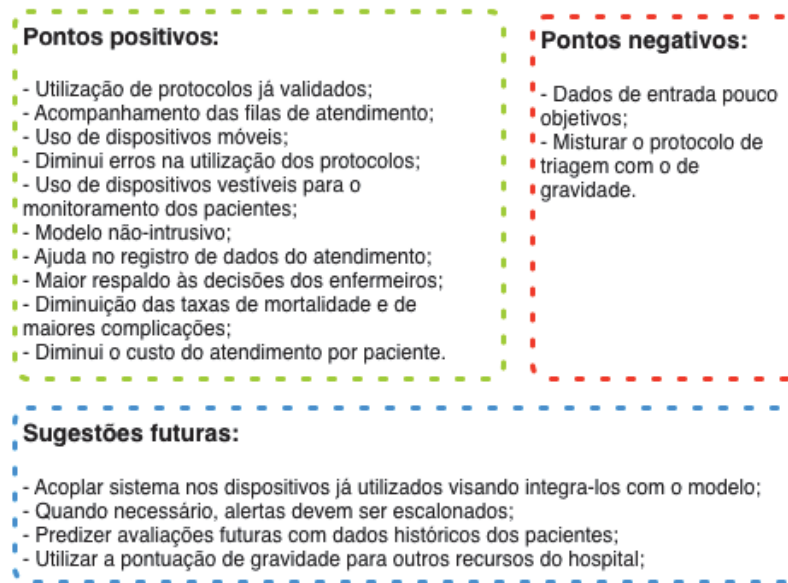 Pontos positivos:
- Utilização de protocolos já validados;
- Acompanhamento das filas de atendimento;
- Uso de dispositivos móveis;
- Diminui erros na utilização dos protocolos;
- Uso de dispositivos vestíveis para o
monitoramento dos pacientes;
- Modelo não-intrusivo;
- Ajuda no registro de dados do atendimento;
- Maior respaldo às decisões dos enfermeiros;
- Diminuição das taxas de mortalidade e de
maiores complicações;
- Diminui o custo do atendimento por paciente.
Pontos negativos:
- Dados de entrada pouco
objetivos;
- Misturar o protocolo de
triagem com o de
gravidade.
Sugestões futuras:
- Acoplar sistema nos dispositivos já utilizados visando integra-los com o modelo;
- Quando necessário, alertas devem ser escalonados;
- Predizer avaliações futuras com dados históricos dos pacientes;
- Utilizar a pontuação de gravidade para outros recursos do hospital;